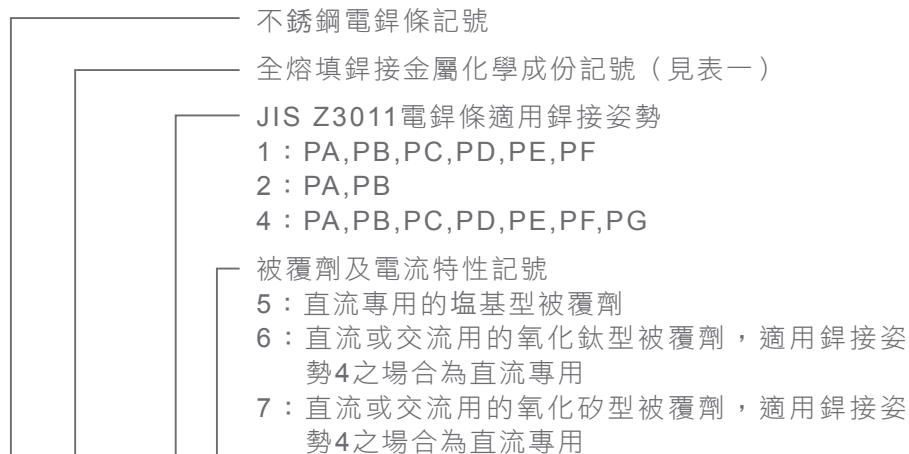 不銹鋼電銲條記號
全熔填銲接金屬化學成份記號（見表一）
JIS Z3011電銲條適用銲接姿勢
1：PA,PB,PC,PD,PE,PF
2：PA,PB
4：PA,PB,PC,PD,PE,PF,PG
被覆劑及電流特性記號
5：直流專用的塩基型被覆劑
6：直流或交流用的氧化鈦型被覆劑，適用銲接姿
勢4之場合為直流專用
7：直流或交流用的氧化矽型被覆劑，適用銲接姿
勢4之場合為直流專用